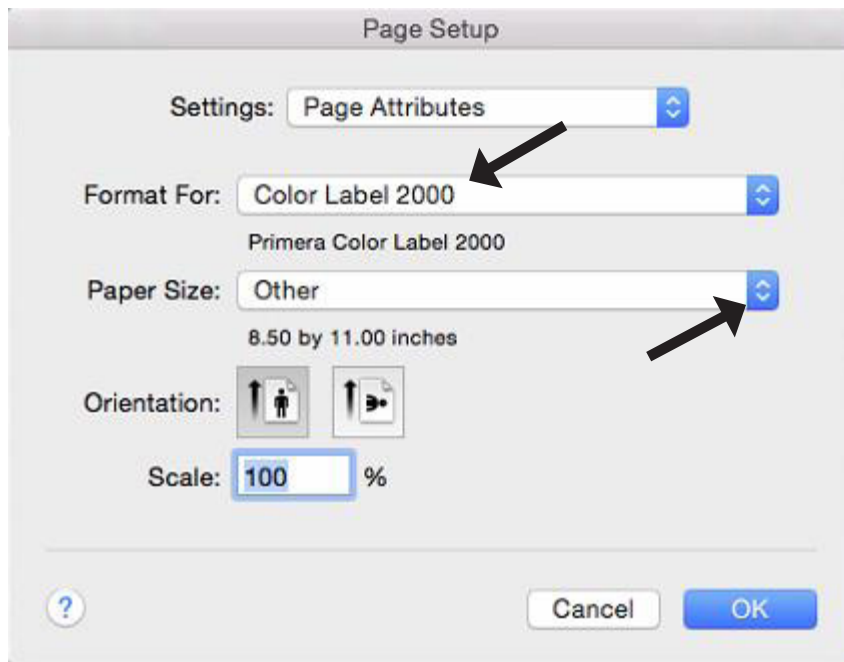 Page Setup
Settings: Page Attributes
Format For: Color Label 2000
Primera Color Label 2000
Paper Size: Other
8.50 by 11.00 inches
Orientation:
Scale: 100 %
? Cancel OK